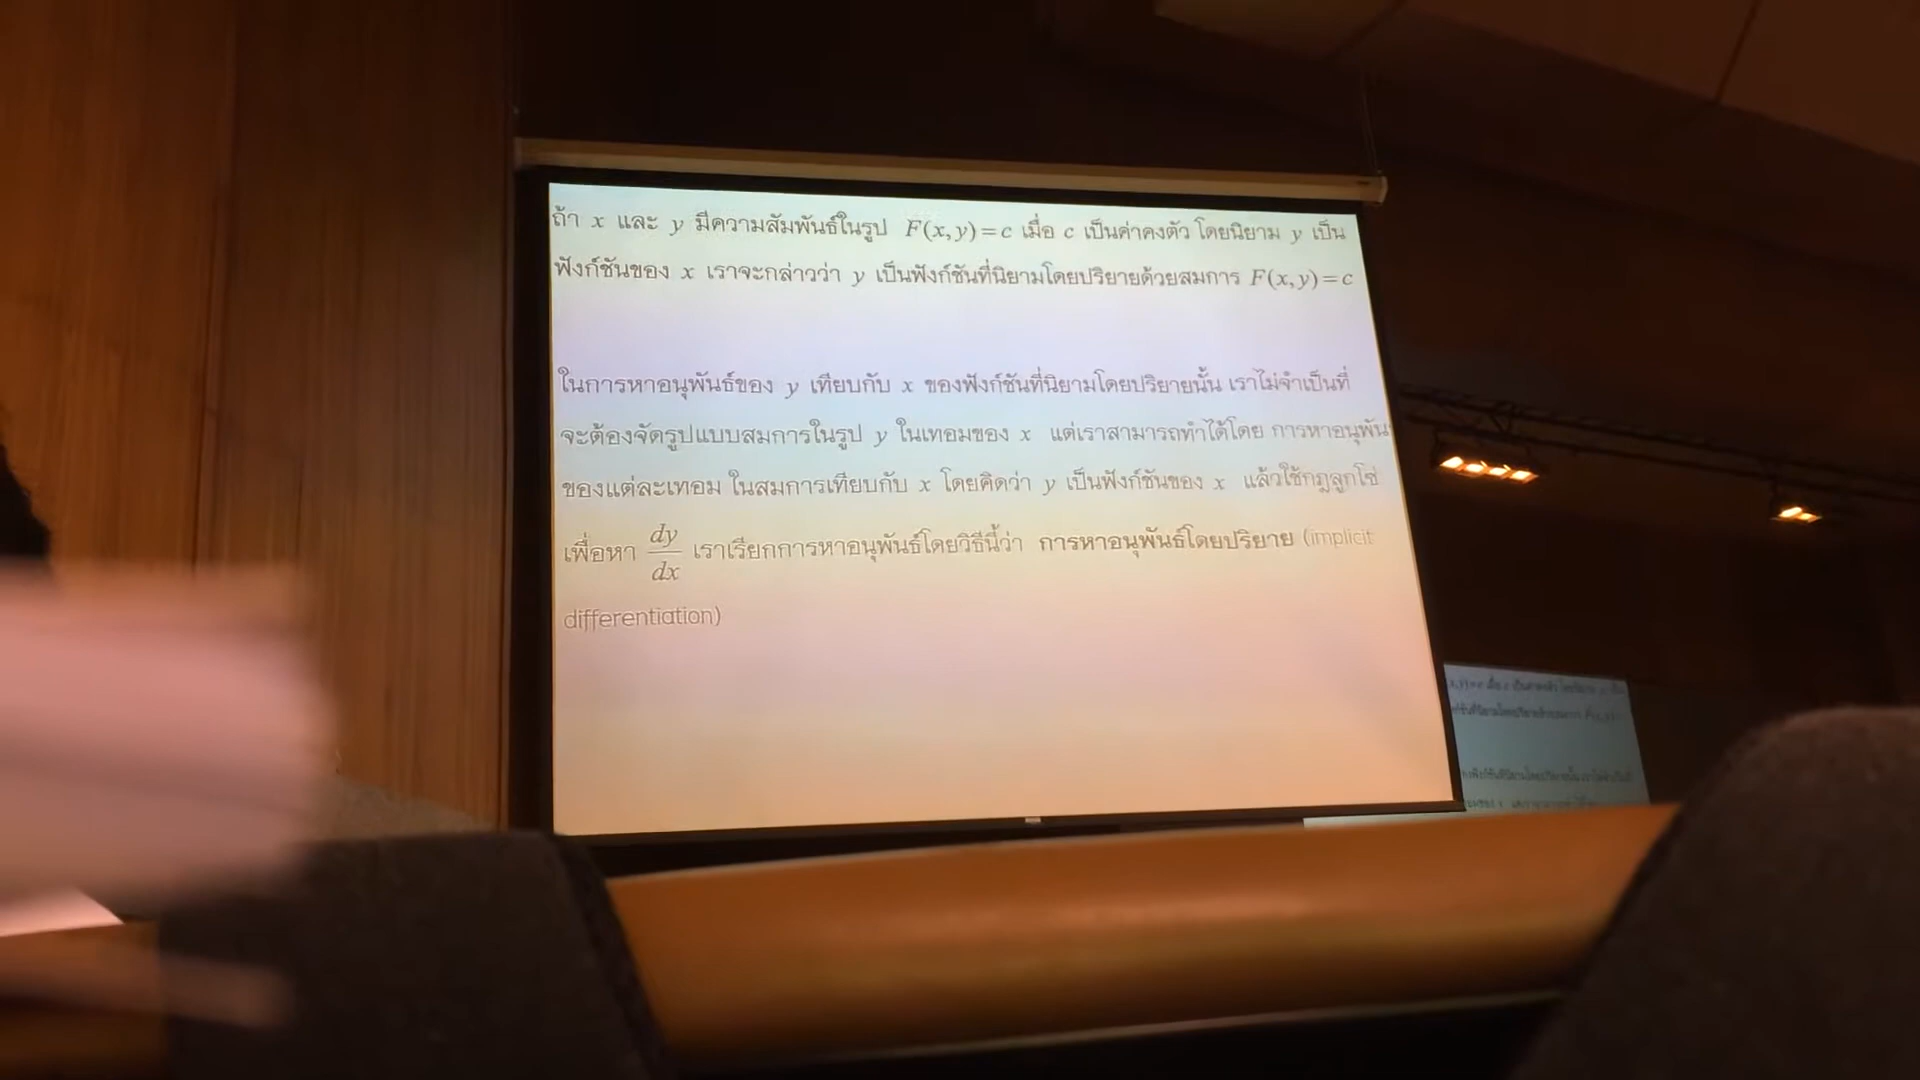 ถ้า x และ y มีความสัมพันธ์ในรูป F(x,y)=c เมื่อ c เป็นค่าคงตัว โดยนิยาม y เป็น
ฟังก์ชันของ x เราจะกล่าวว่า y เป็นฟังก์ชันที่นิยามโดยปริยายด้วยสมการ F(x,y)=c
ในการหาอนุพันธ์ของ y เทียบกับ x ของฟังก์ชันที่นิยามโดยปริยายนั้น เราไม่จำเป็นที่
จะต้องจัดรูปแบบสมการในรูป y ในเทอมของ x แต่เราสามารถทำได้โดย การหาอนุพัน
ของแต่ละเทอม ในสมการเทียบกับ x โดยคิดว่า y เป็นฟังก์ชันของ x แล้วใช้กฎลูกโซ่
เพื่อหา dy/dx เราเรียกการหาอนุพันธ์โดยวิธีนี้ว่า การหาอนุพันธ์โดยปริยาย (implicit
differentiation)